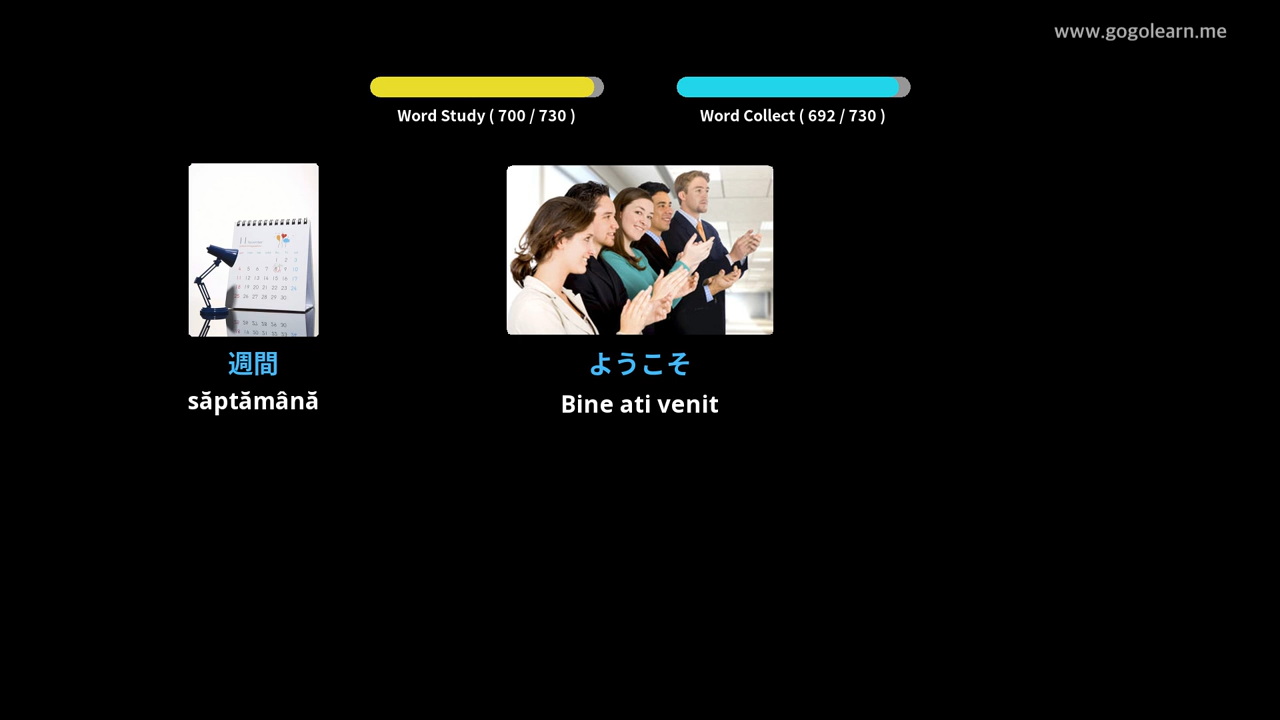 www.gogolearn.me
Word Study ( 700 / 730 )
Word Collect ( 692 / 730 )
週間
săptămână
ようこそ
Bine ati venit